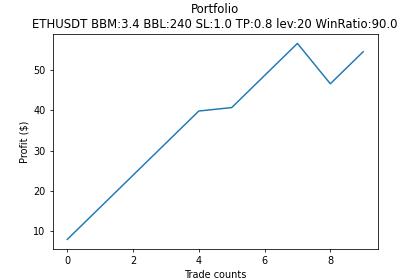 Portfolio
ETHUSDT BBM:3.4 BBL:240 SL:1.0 TP:0.8 lev:20 WinRatio:90.0
50
40
30
20
10
Profit ($)
0 2 4 6 8
Trade counts